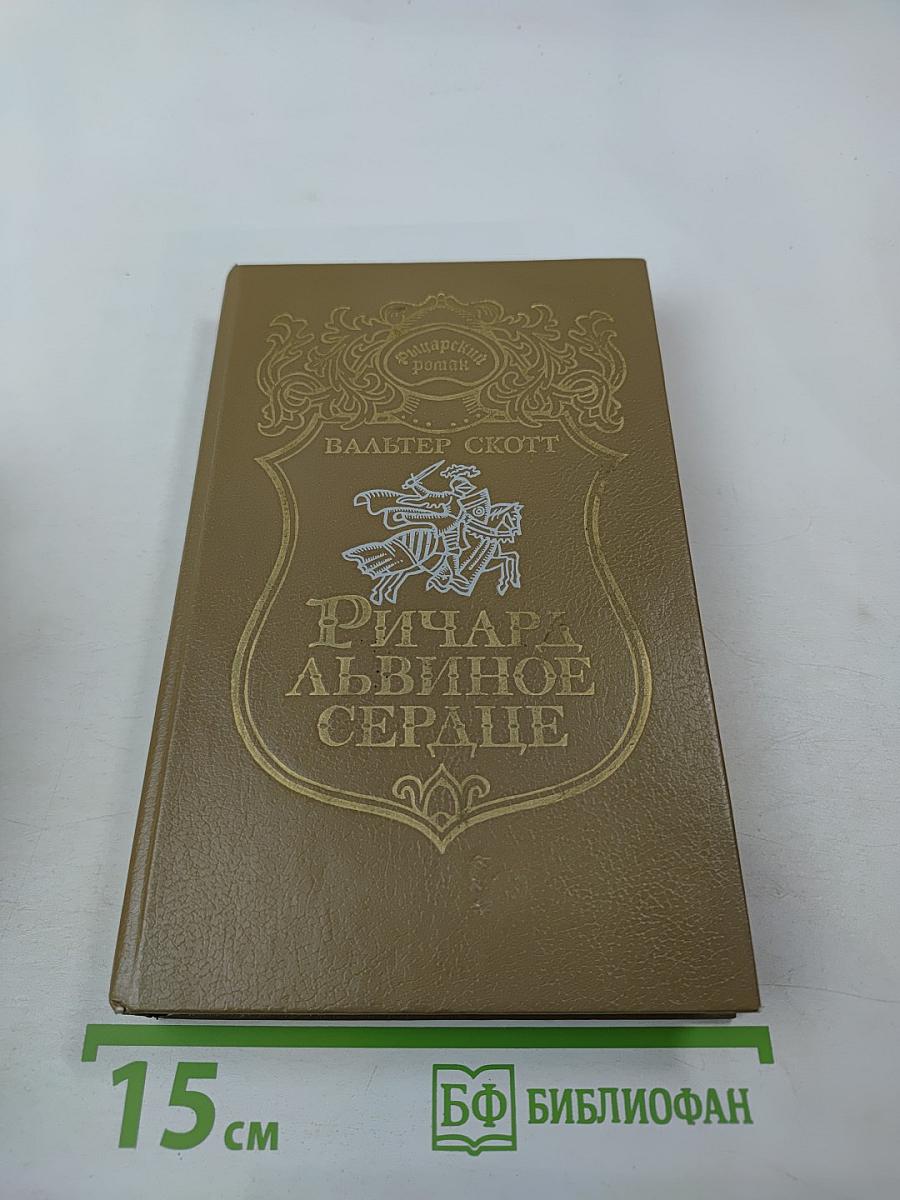 Рыцарский
роман
ВАЛЬТЕР СКОТТ
РИЧАРД
ЛЬВИНОЕ
СЕРДЦЕ
15 см
БФ БИБЛИОФАН